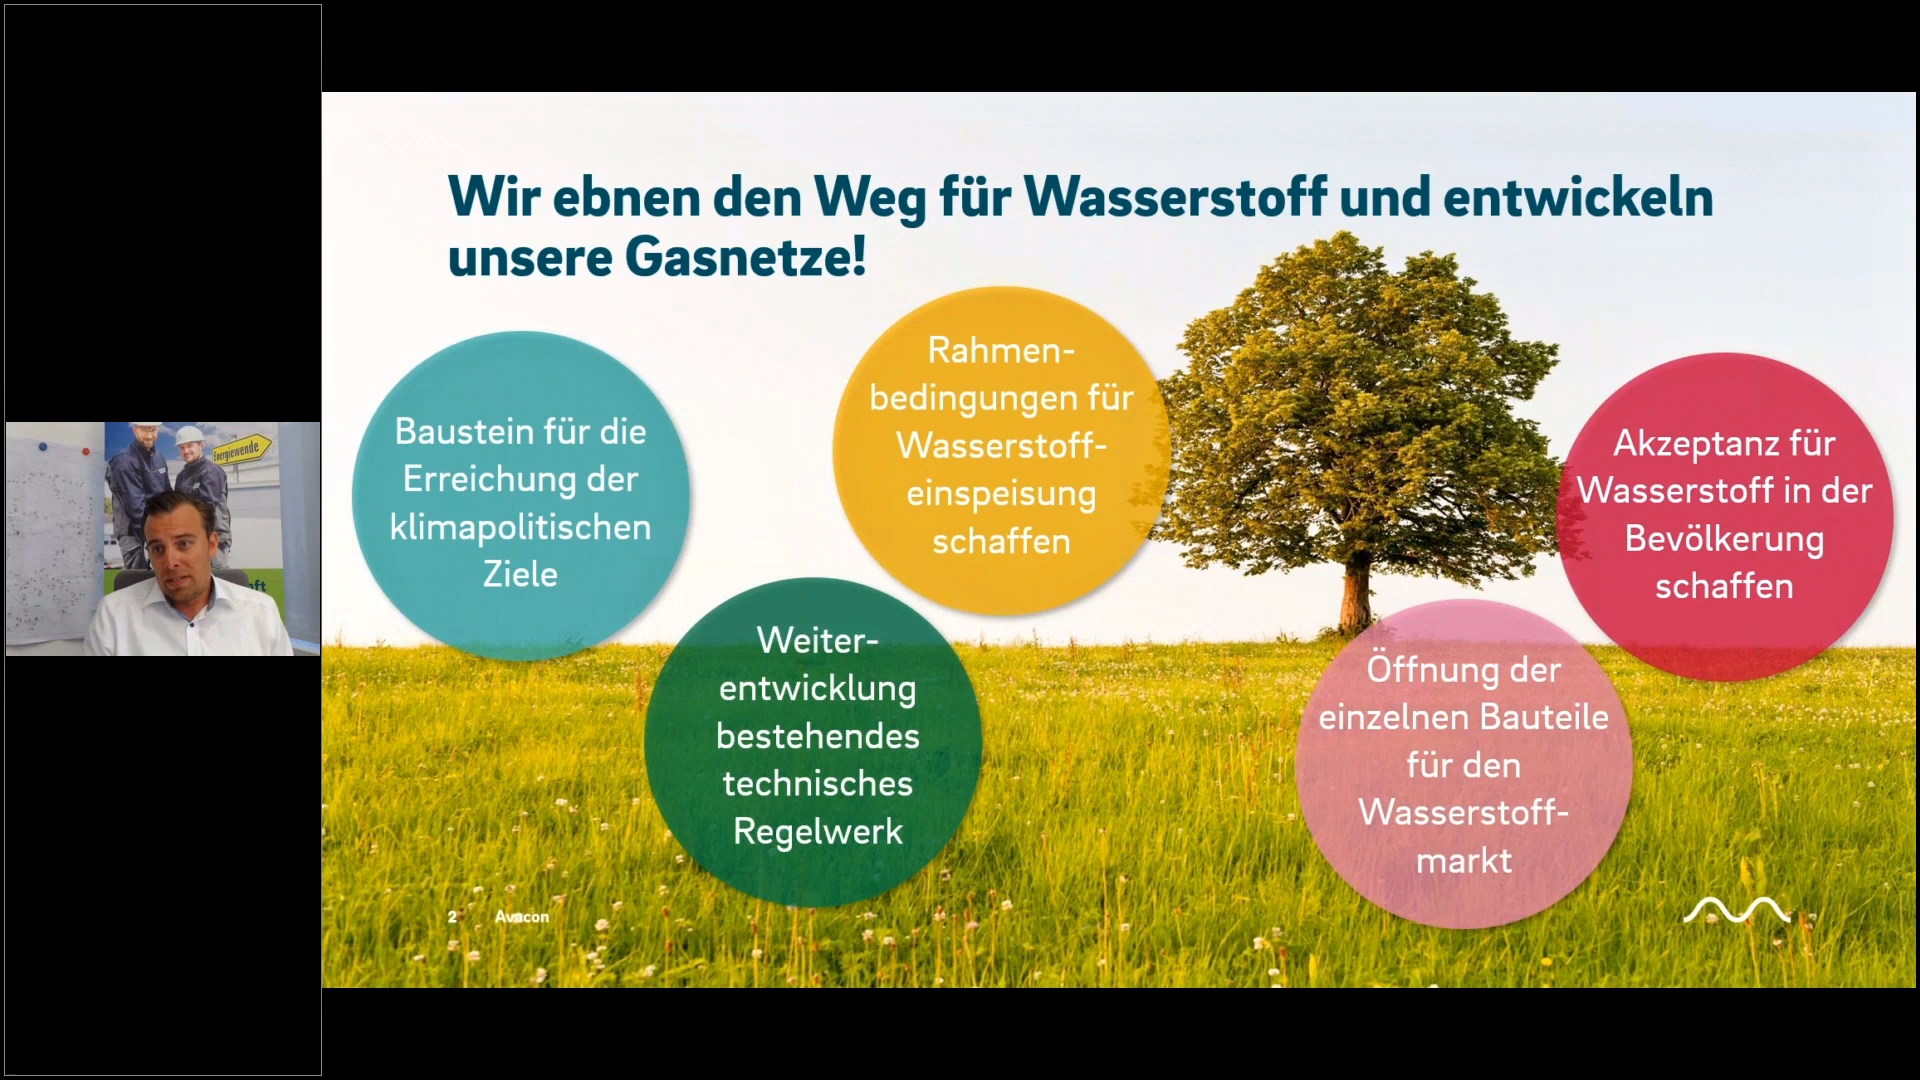 Wir ebnen den Weg für Wasserstoff und entwickeln
unsere Gasnetze!
Baustein für die
Erreichung der
klimapolitischen
Ziele
Weiter-
entwicklung
bestehendes
technisches
Regelwerk
Rahmen-
bedingungen für
Wasserstoff-
einspeisung
schaffen
Öffnung der
einzelnen Bauteile
für den
Wasserstoff-
markt
Akzeptanz für
Wasserstoff in der
Bevölkerung
schaffen
2 Avacon
Energiewende